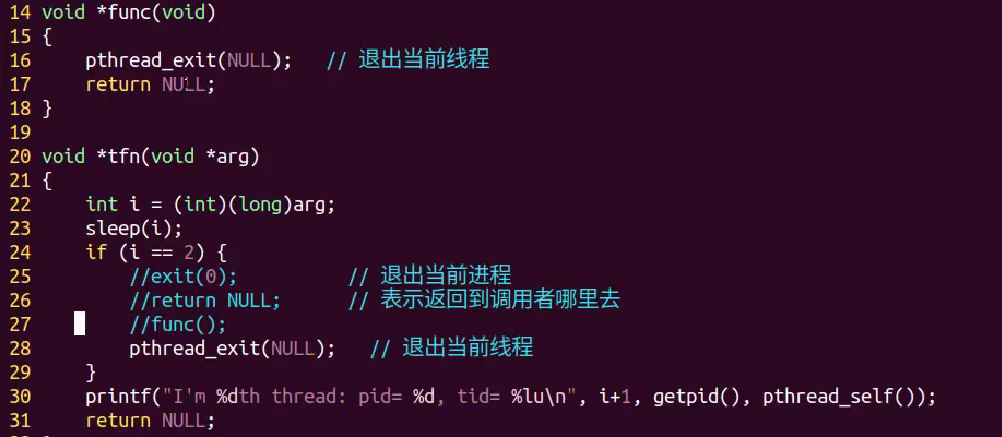 14 void *func(void)
15 {
16     pthread_exit(NULL);   // 退出当前线程
17     return NULL;
18 }
19
20 void *tfn(void *arg)
21 {
22     int i = (int)(long)arg;
23     sleep(i);
24     if (i == 2) {
25         //exit(0);          // 退出当前进程
26         //return NULL;      // 表示返回到调用者哪里去
27         //func();
28         pthread_exit(NULL);   // 退出当前线程
29     }
30     printf("I'm %dth thread: pid= %d, tid= %lu\n", i+1, getpid(), pthread_self());
31     return NULL;